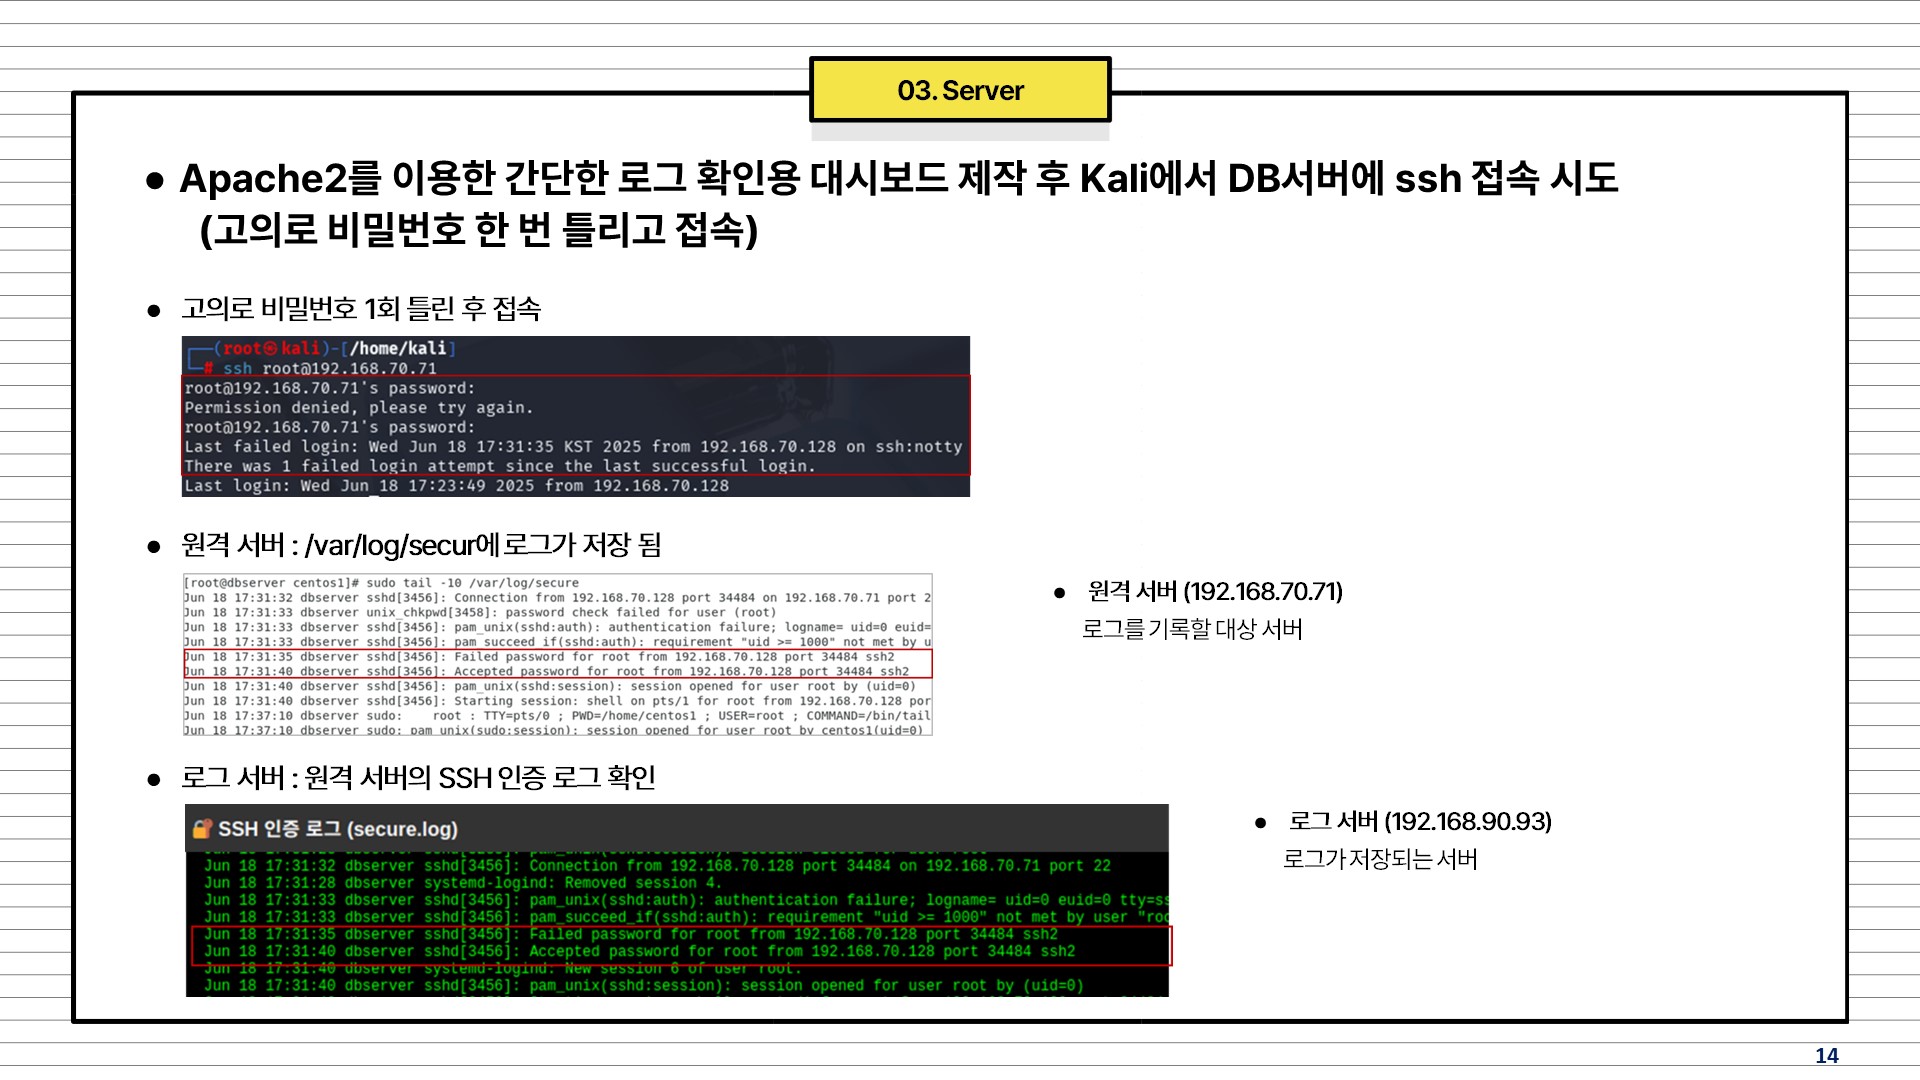 03. Server
● Apache2를 이용한 간단한 로그 확인용 대시보드 제작 후 Kali에서 DB서버에 ssh 접속 시도
(고의로 비밀번호 한 번 틀리고 접속)
● 고의로 비밀번호 1회 틀린 후 접속
┌──(root㉿kali)-[/home/kali]
└─# ssh root@192.168.70.71
root@192.168.70.71's password:
Permission denied, please try again.
root@192.168.70.71's password:
Last failed login: Wed Jun 18 17:31:35 KST 2025 from 192.168.70.128 on ssh:notty
There was 1 failed login attempt since the last successful login.
Last login: Wed Jun 18 17:23:49 2025 from 192.168.70.128
● 원격 서버 : /var/log/secur에 로그가 저장 됨
[root@dbserver centos1]# sudo tail -10 /var/log/secure
Jun 18 17:31:32 dbserver sshd[3456]: Connection from 192.168.70.128 port 34484 on 192.168.70.71 port 2
Jun 18 17:31:33 dbserver unix_chkpwd[3458]: password check failed for user (root)
Jun 18 17:31:33 dbserver sshd[3456]: pam_unix(sshd:auth): authentication failure; logname= uid=0 euid=
Jun 18 17:31:33 dbserver sshd[3456]: pam_succeed_if(sshd:auth): requirement "uid >= 1000" not met by u
Jun 18 17:31:35 dbserver sshd[3456]: Failed password for root from 192.168.70.128 port 34484 ssh2
Jun 18 17:31:40 dbserver sshd[3456]: Accepted password for root from 192.168.70.128 port 34484 ssh2
Jun 18 17:31:40 dbserver sshd[3456]: pam_unix(sshd:session): session opened for user root by (uid=0)
Jun 18 17:31:40 dbserver sshd[3456]: Starting session: shell on pts/1 for root from 192.168.70.128 por
Jun 18 17:37:10 dbserver sudo:    root : TTY=pts/0 ; PWD=/home/centos1 ; USER=root ; COMMAND=/bin/tail
Jun 18 17:37:10 dbserver sudo: pam_unix(sudo:session): session opened for user root by centos1(uid=0)
● 원격 서버 (192.168.70.71)
로그를 기록할 대상 서버
● 로그 서버 : 원격 서버의 SSH 인증 로그 확인
🔐 SSH 인증 로그 (secure.log)
Jun 18 17:31:32 dbserver sshd[3456]: Connection from 192.168.70.128 port 34484 on 192.168.70.71 port 22
Jun 18 17:31:28 dbserver systemd-logind: Removed session 4.
Jun 18 17:31:33 dbserver sshd[3456]: pam_unix(sshd:auth): authentication failure; logname= uid=0 euid=0 tty=ss
Jun 18 17:31:33 dbserver sshd[3456]: pam_succeed_if(sshd:auth): requirement "uid >= 1000" not met by user "roo
Jun 18 17:31:35 dbserver sshd[3456]: Failed password for root from 192.168.70.128 port 34484 ssh2
Jun 18 17:31:40 dbserver sshd[3456]: Accepted password for root from 192.168.70.128 port 34484 ssh2
Jun 18 17:31:40 dbserver systemd-logind: New session 6 of user root.
Jun 18 17:31:40 dbserver sshd[3456]: pam_unix(sshd:session): session opened for user root by (uid=0)
● 로그 서버 (192.168.90.93)
로그가 저장되는 서버
14